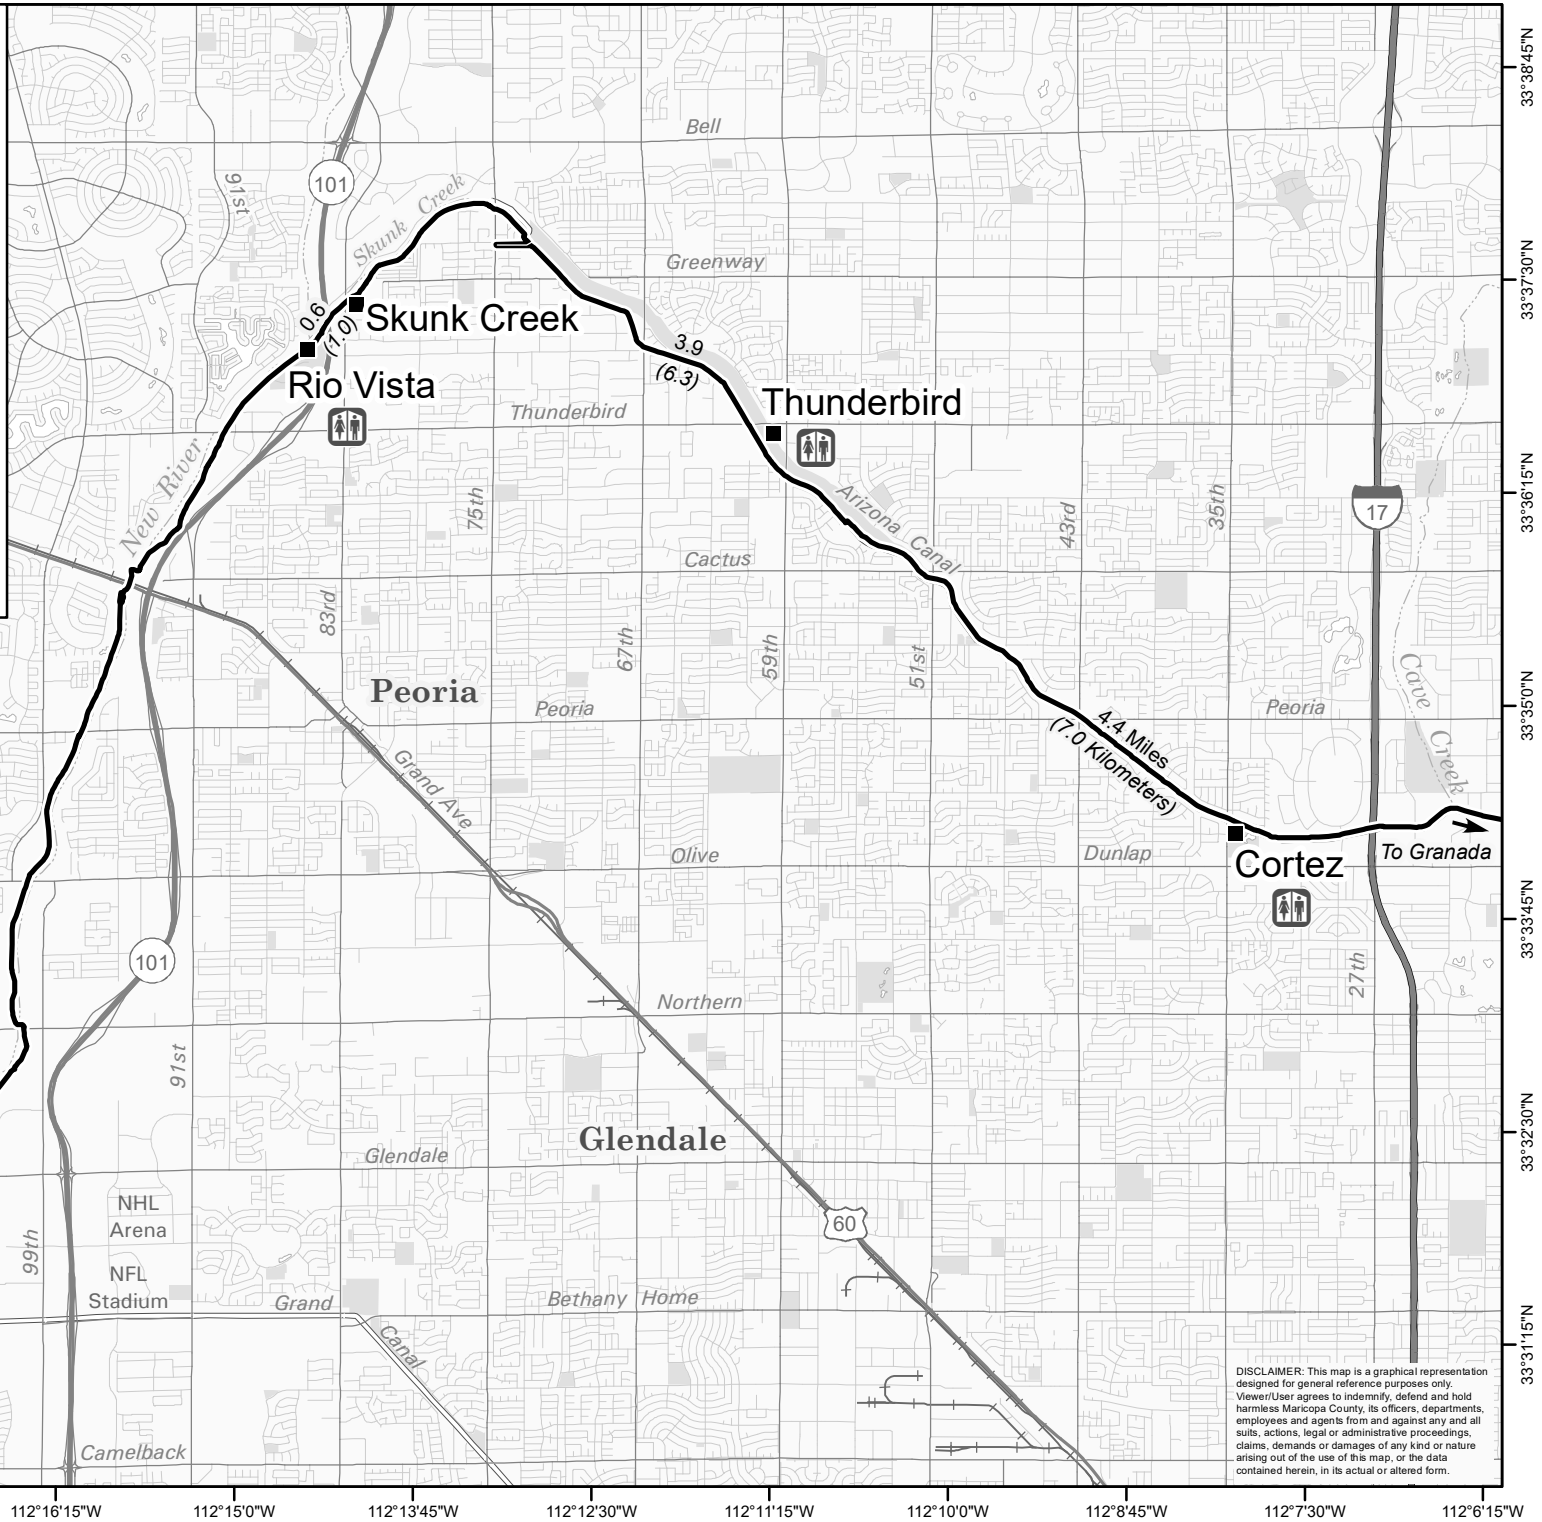 33°38'45"N
Bell
101
91st
Skunk Creek
Greenway
33°37'30"N
0.6
(1.0)
Skunk Creek
3.9
(6.3)
Rio Vista
Thunderbird
Thunderbird
New River
75th
Arizona Canal
43rd
35th
17
33°36'15"N
Cactus
83rd
67th
59th
51st
Cave Creek
Peoria
Peoria
Peoria
33°35'0"N
4.4 Miles
(7.0 Kilometers)
Grand Ave
Olive
Dunlap
To Granada
Cortez
33°33'45"N
101
27th
Northern
91st
Glendale
33°32'30"N
Glendale
NHL
Arena
60
99th
NFL
Stadium
Grand
Canal
Bethany Home
33°31'15"N
DISCLAIMER: This map is a graphical representation
designed for general reference purposes only.
Viewer/User agrees to indemnify, defend and hold
harmless Maricopa County, its officers, departments,
employees and agents from and against any and all
suits, actions, legal or administrative proceedings,
claims, demands or damages of any kind or nature
arising out of the use of this map, or the data
contained herein, in its actual or altered form.
Camelback
112°16'15"W
112°15'0"W
112°13'45"W
112°12'30"W
112°11'15"W
112°10'0"W
112°8'45"W
112°7'30"W
112°6'15"W